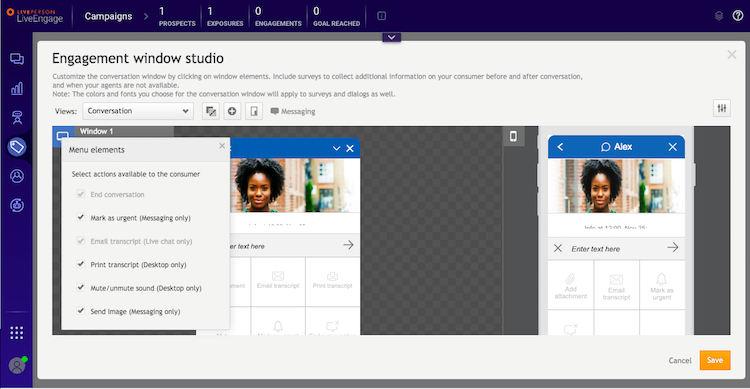 LIVEPERSON
LiveEngage
Campaigns
1
PROSPECTS
1
EXPOSURES
0
ENGAGEMENTS
0
GOAL REACHED
Engagement window studio
Customize the conversation window by clicking on window elements. Include surveys to collect additional information on your consumer before and after conversation,
and when your agents are not available.
Note: The colors and fonts you choose for the conversation window will apply to surveys and dialogs as well.
Views: Conversation Messaging
Window 1
Menu elements
Select actions available to the consumer
End conversation
Mark as urgent (Messaging only)
Email transcript (Live chat only)
Print transcript (Desktop only)
Mute/unmute sound (Desktop only)
Send image (Messaging only)
er text here
Email transcript
Print transcript
Alex
Info at 12:00, Nov 25:
Enter text here
Add
attachment
Email
transcript
Mark as
urgent
Cancel
Save